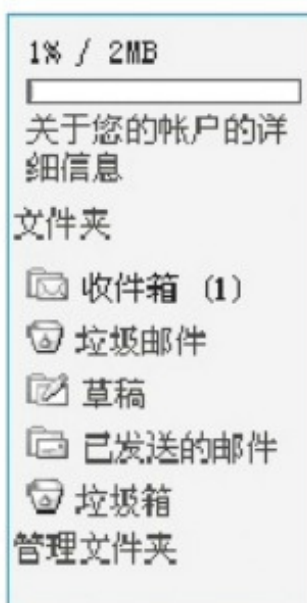 1% / 2MB
关于您的帐户的详
细信息
文件夹
收件箱 (1)
垃圾邮件
草稿
已发送的邮件
垃圾箱
管理文件夹